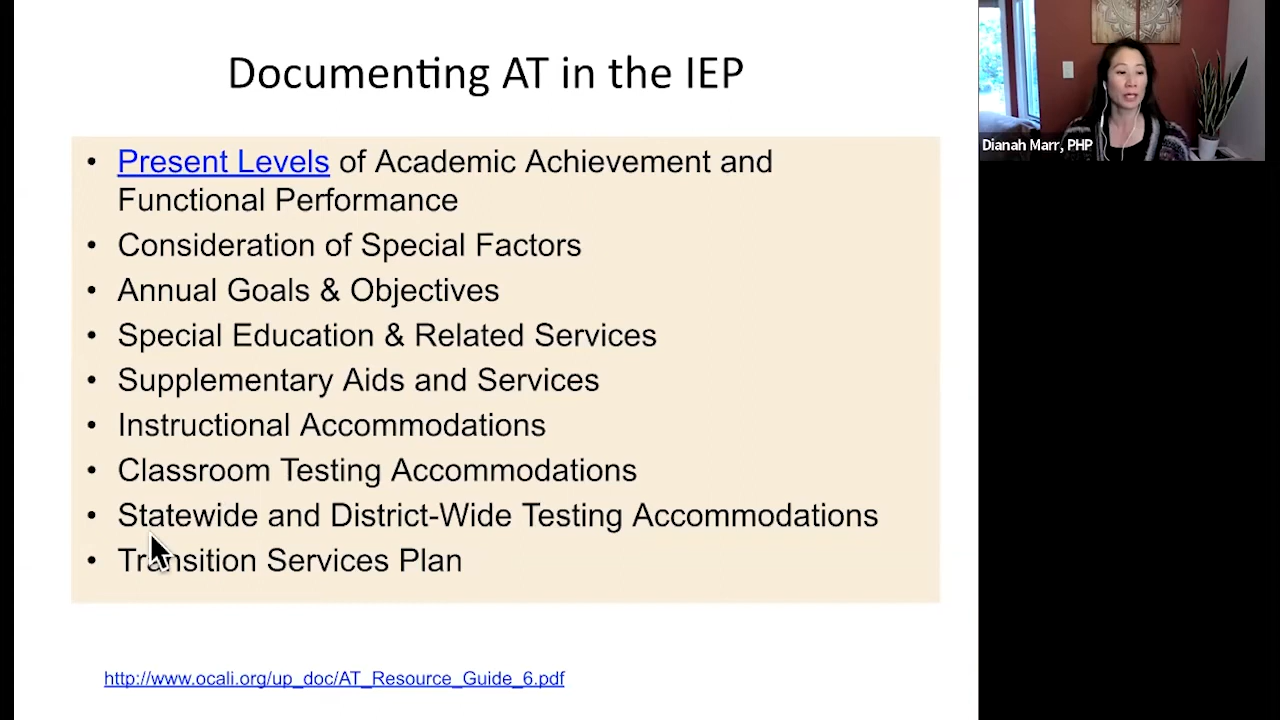 Documenting AT in the IEP
Dianah Marr, PHP
• Present Levels of Academic Achievement and
Functional Performance
• Consideration of Special Factors
• Annual Goals & Objectives
• Special Education & Related Services
• Supplementary Aids and Services
• Instructional Accommodations
• Classroom Testing Accommodations
• Statewide and District-Wide Testing Accommodations
• Transition Services Plan
http://www.ocali.org/up_doc/AT_Resource_Guide_6.pdf